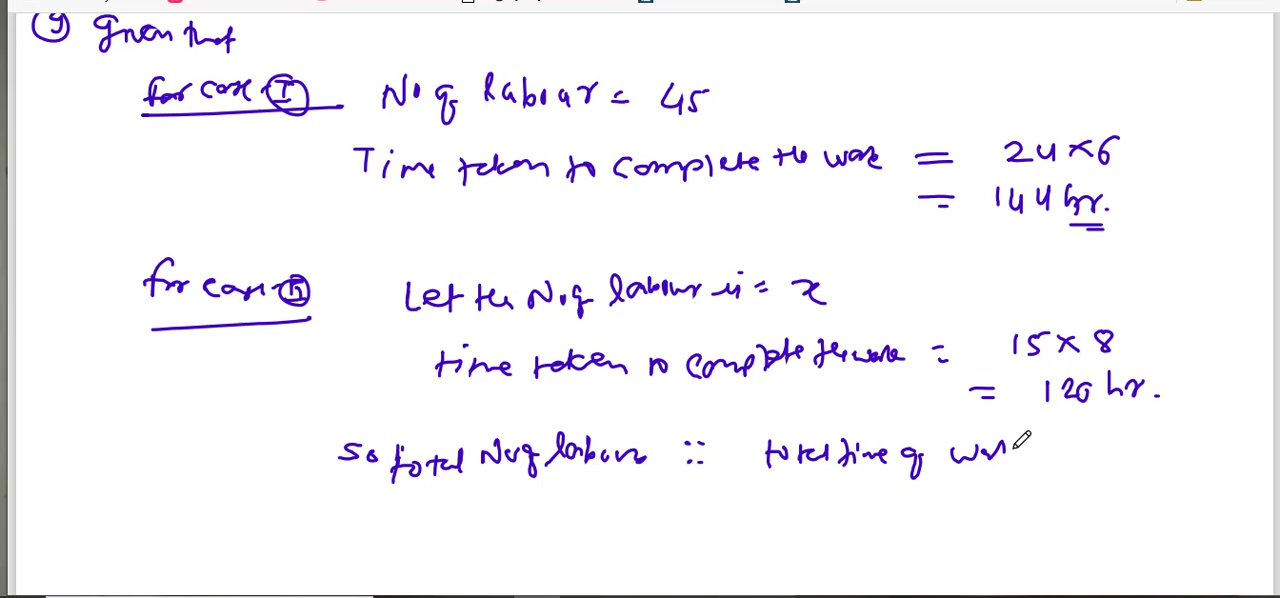 9 Given that
for case I No of labour = 45
Time taken to complete the work = 24 × 6
= 144 hr.
for case II Let the No of labour is = x
time taken to complete the work = 15 × 8
= 120 hr.
So total No of labour :: total time of wor